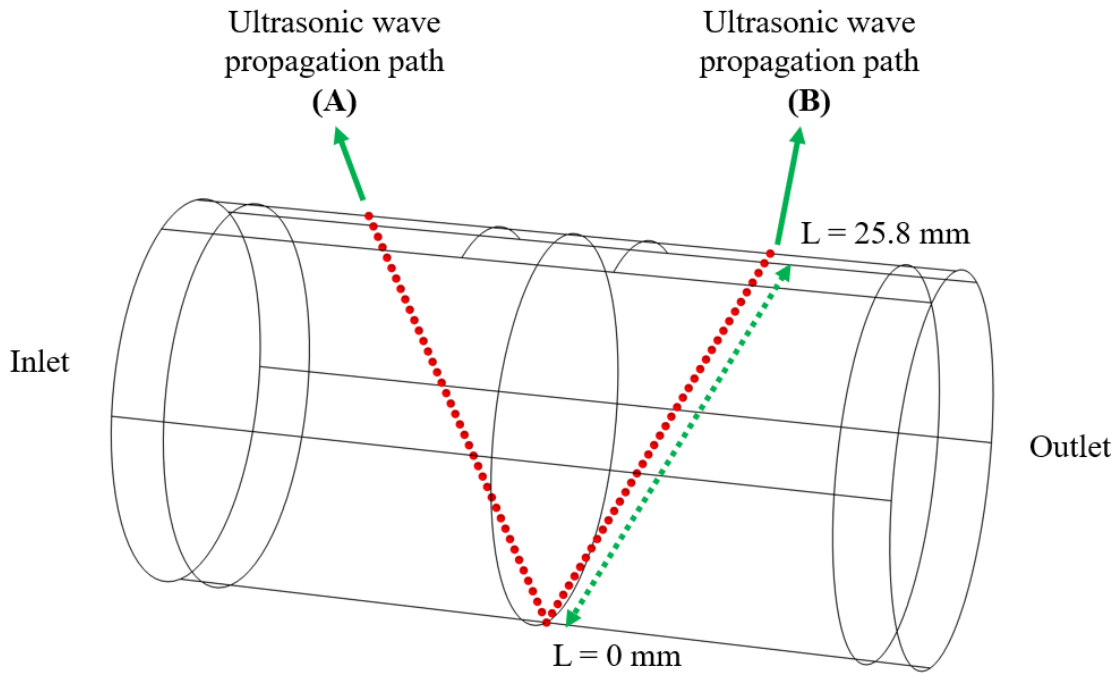 Ultrasonic wave
propagation path
(A)
Ultrasonic wave
propagation path
(B)
L = 25.8 mm
Inlet
Outlet
L = 0 mm